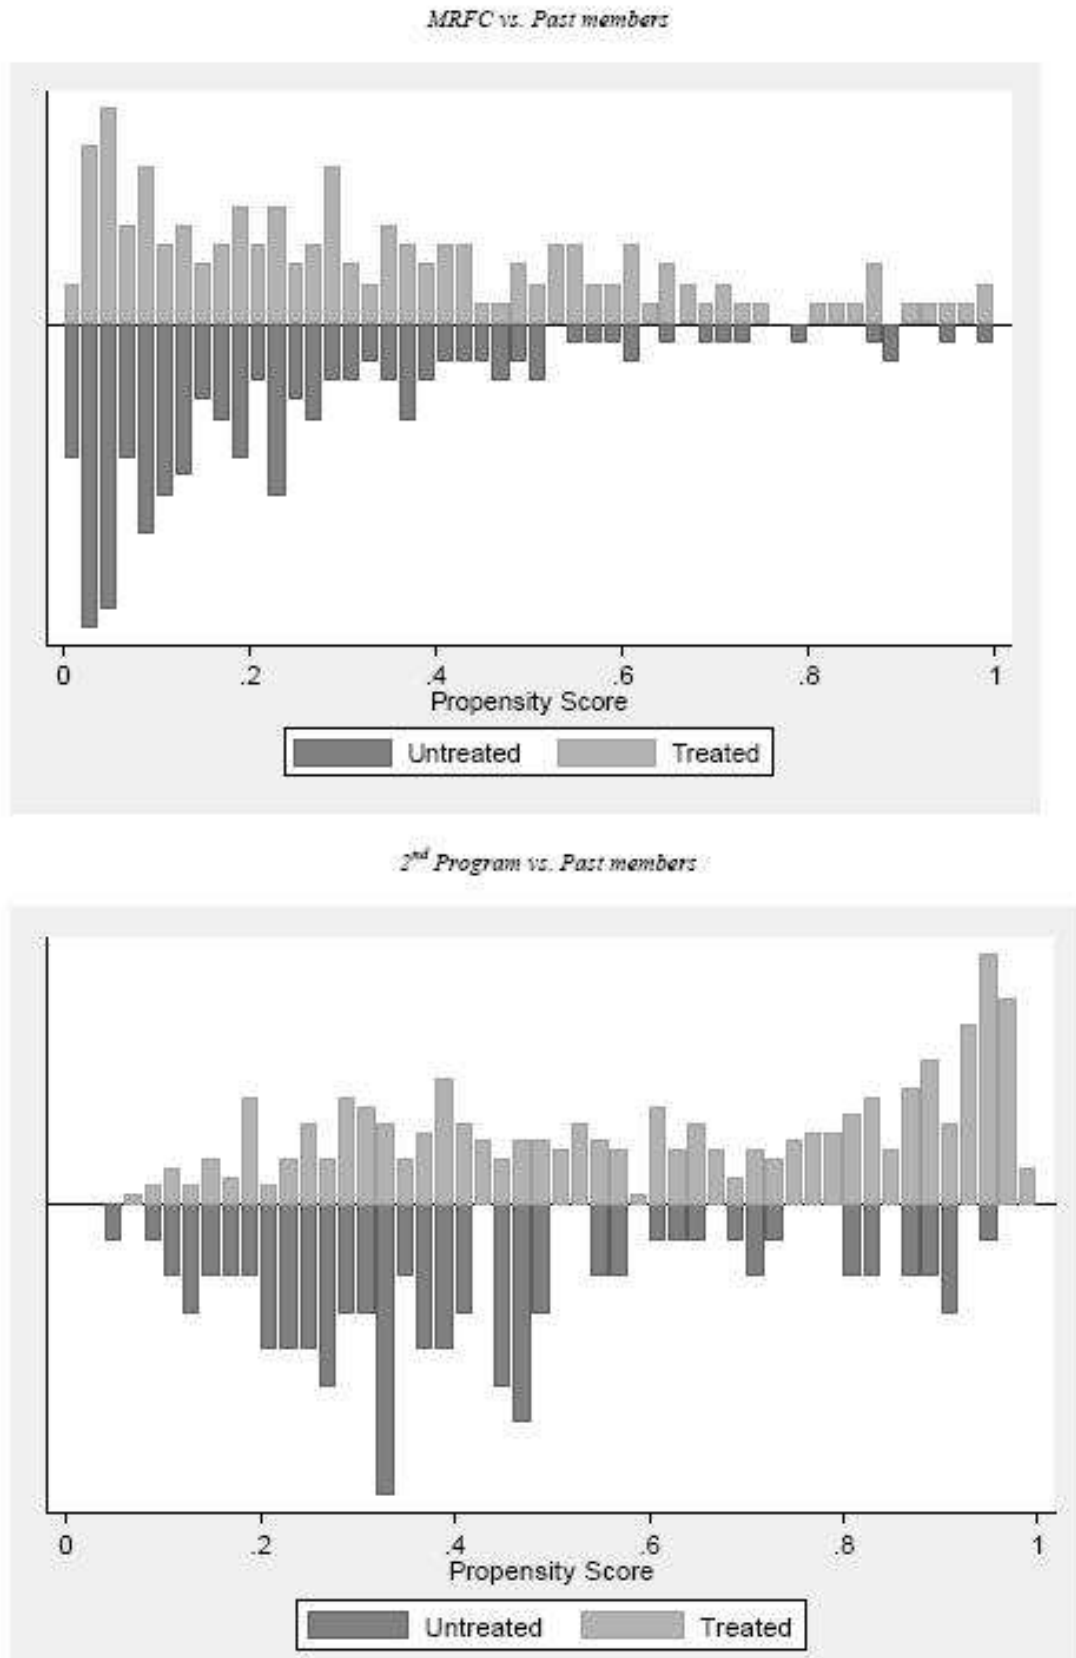 MRFC vs. Past members
0 .2 .4 .6 .8 1
Propensity Score
Untreated Treated
2nd Program vs. Past members
0 .2 .4 .6 .8 1
Propensity Score
Untreated Treated